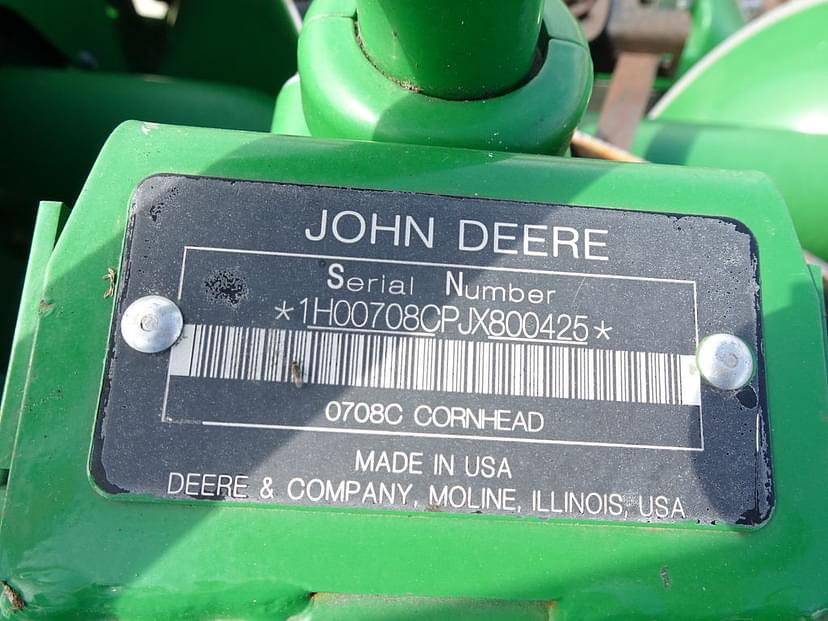 JOHN DEERE
Serial Number
*1H00708CPJX800425*
0708C CORNHEAD
MADE IN USA
DEERE & COMPANY, MOLINE, ILLINOIS, USA